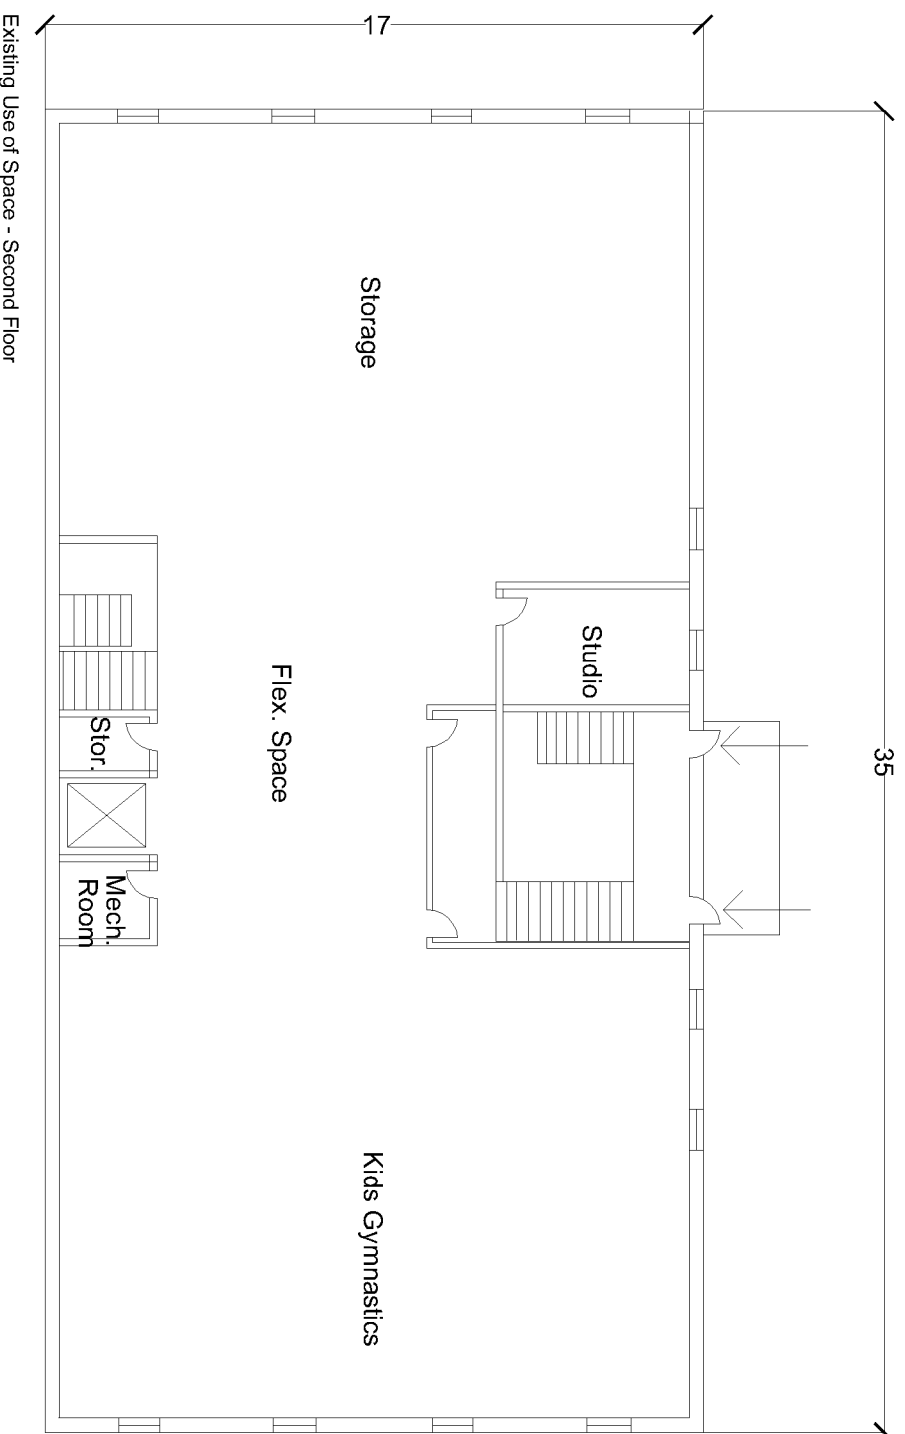 17
35
Storage
Studio
Flex. Space
Stor.
Mech.
Room
Kids Gymnastics
Existing Use of Space - Second Floor